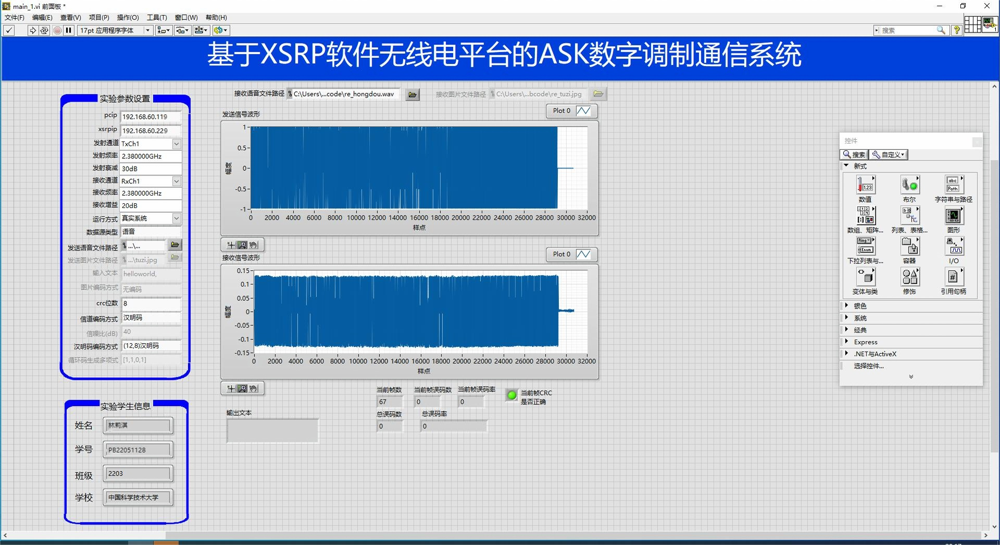 main_1.vi 前面板 *
文件(F) 编辑(E) 查看(V) 项目(P) 操作(O) 工具(T) 窗口(W) 帮助(H)
17pt 应用程序字体
搜索
基于XSRP软件无线电平台的ASK数字调制通信系统
实验参数设置
pcip 192.168.60.119
xsrpip 192.168.60.229
发射通道 TxCh1
发射频率 2.380000GHz
发射衰减 30dB
接收通道 RxCh1
接收频率 2.380000GHz
接收增益 20dB
运行方式 真实系统
数据源类型 语音
发送语音文件路径 ...\...
发送图片文件路径 ...\tuzi.jpg
输入文本 helloworld,
图片编码方式 无编码
crc位数 8
信道编码方式 汉明码
信噪比(dB) 40
汉明码编码方式 (12,8)汉明码
循环码生成多项式 [1,1,0,1]
实验学生信息
姓名 林莉淇
学号 PB22051128
班级 2203
学校 中国科学技术大学
接收语音文件路径 C:\Users\...code\re_hongdou.wav
接收图片文件路径 C:\Users\...bcode\re_tuzi.jpg
发送信号波形
Plot 0
幅度
1
0.5
0
-0.5
-1
0 2000 4000 6000 8000 10000 12000 14000 16000 18000 20000 22000 24000 26000 28000 30000 32000
样点
接收信号波形
Plot 0
幅度
0.15
0.1
0.05
0
-0.05
-0.1
-0.15
0 2000 4000 6000 8000 10000 12000 14000 16000 18000 20000 22000 24000 26000 28000 30000 32000
样点
输出文本
当前帧数 67
当前帧误码数 0
当前帧误码率 0
当前帧CRC
是否正确
总误码数 0
总误码率 0
控件
搜索 自定义
新式
数值 布尔 字符串与路径
数组、矩阵... 列表、表格... 图形
下拉列表与... 容器 I/O
变体与类 修饰 引用句柄
银色
系统
经典
Express
.NET与ActiveX
选择控件...